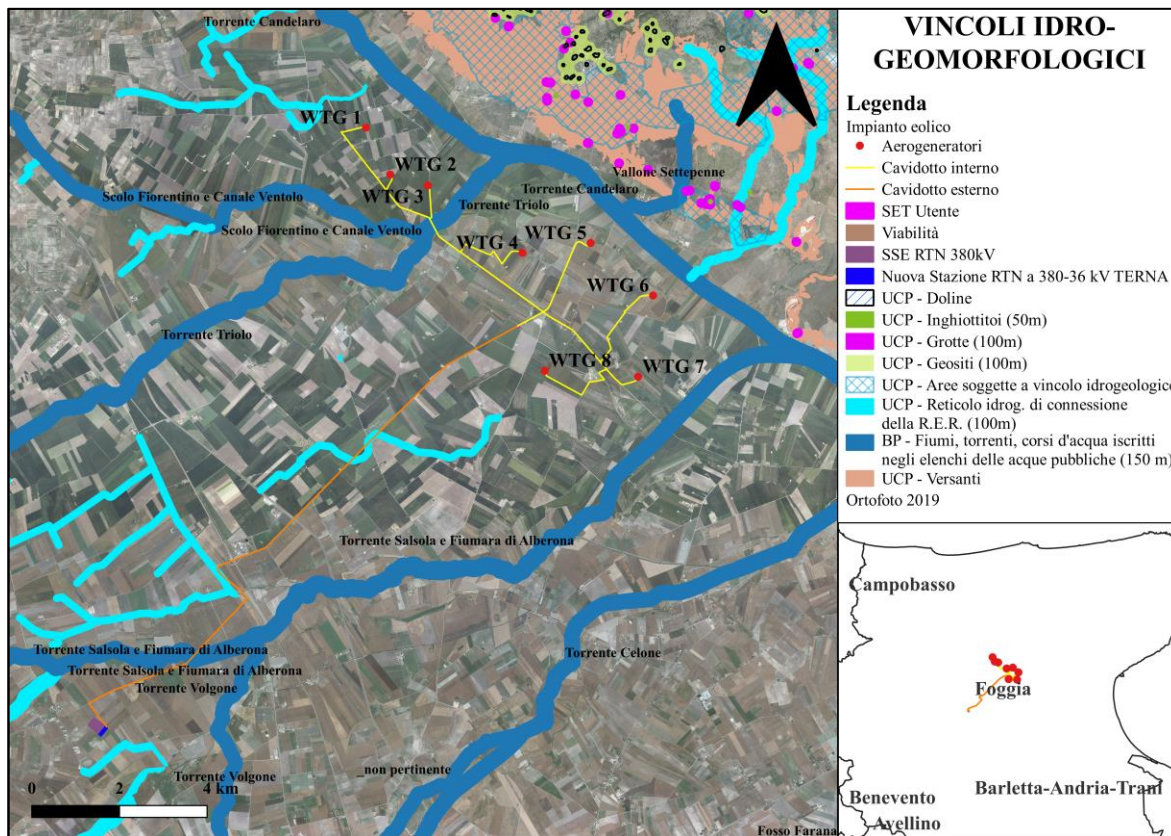 Torrente Candelaro
WTG 1
WTG 2
WTG 3
Scolo Fiorentino e Canale Ventolo
Scolo Fiorentino e Canale Ventolo
Torrente Triolo
Torrente Candelaro
Vallone Settepenne
WTG 4
WTG 5
WTG 6
Torrente Triolo
WTG 8
WTG 7
Torrente Salsola e Fiumara di Alberona
Torrente Salsola e Fiumara di Alberona
Torrente Salsola e Fiumara di Alberona
Torrente Volgone
Torrente Celone
Torrente Volgone
_non pertinente
Fosso Farana
0 2 4 km
VINCOLI IDRO-
GEOMORFOLOGICI
Legenda
Impianto eolico
Aerogeneratori
Cavidotto interno
Cavidotto esterno
SET Utente
Viabilità
SSE RTN 380kV
Nuova Stazione RTN a 380-36 kV TERNA
UCP - Doline
UCP - Inghiottitoi (50m)
UCP - Grotte (100m)
UCP - Geositi (100m)
UCP - Aree soggette a vincolo idrogeologico
UCP - Reticolo idrog. di connessione
della R.E.R. (100m)
BP - Fiumi, torrenti, corsi d'acqua iscritti
negli elenchi delle acque pubbliche (150 m)
UCP - Versanti
Ortofoto 2019
Campobasso
Foggia
Barletta-Andria-Trani
Benevento
Avellino